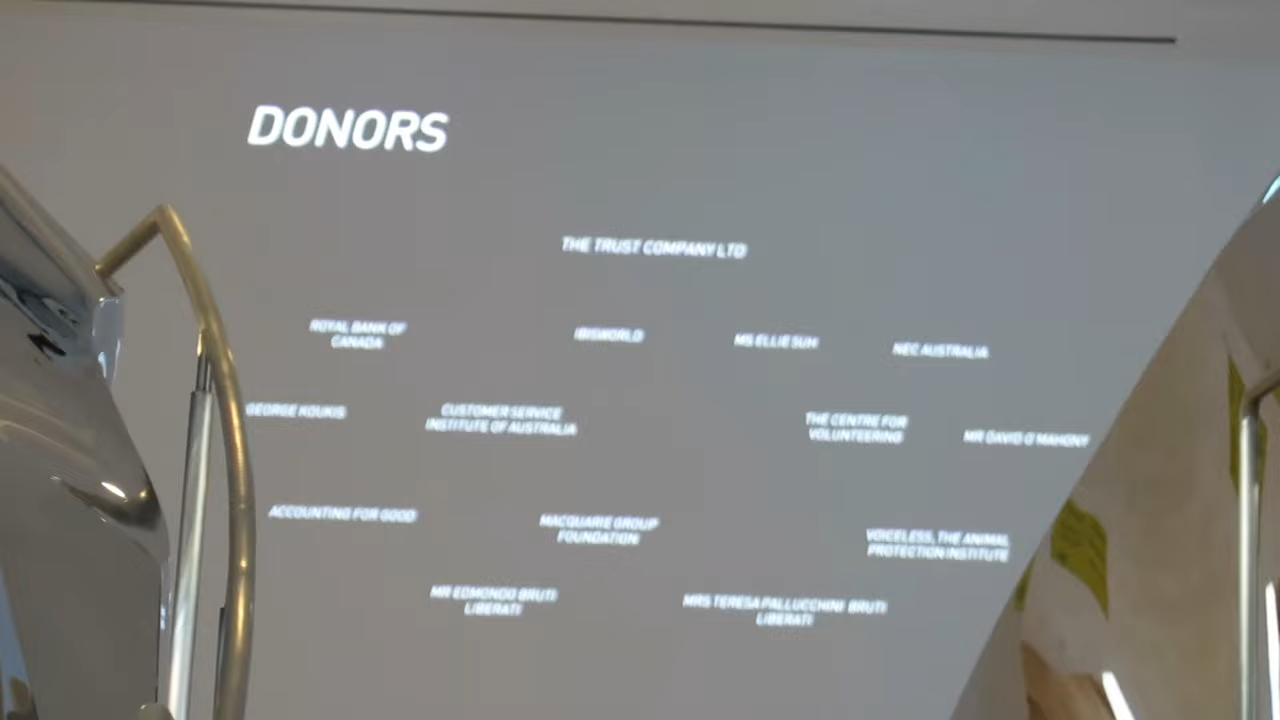 DONORS
THE TRUST COMPANY LTD
ROYAL BANK OF
CANADA
IBISWORLD
MS ELLIE SUH
NEC AUSTRALIA
GEORGE KOUKIS
CUSTOMER SERVICE
INSTITUTE OF AUSTRALIA
THE CENTRE FOR
VOLUNTEERING
MR DAVID O'MAHONY
ACCOUNTING FOR GOOD
MACQUARIE GROUP
FOUNDATION
VOICELESS, THE ANIMAL
PROTECTION INSTITUTE
MR EDMONDO BRUTI
LIBERATI
MRS TERESA PALLUCCHINI BRUTI
LIBERATI